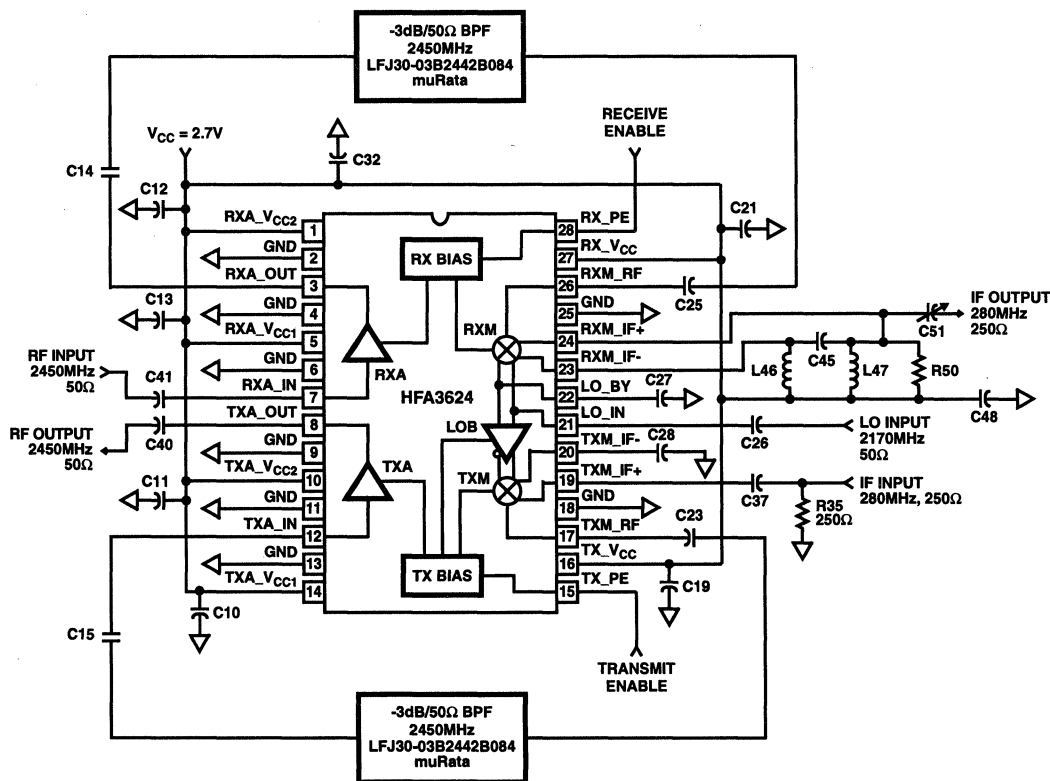 -3dB/50Ω BPF
2450MHz
LFJ30-03B2442B084
muRata
VCC = 2.7V
RECEIVE
ENABLE
C14
C32
C12
C21
RXA_VCC2
1
28
RX_PE
GND
2
RX BIAS
27
RX_VCC
RXA_OUT
3
26
RXM_RF
C25
C13
GND
4
25
GND
RXA_VCC1
5
RXM
24
RXM_IF+
C51
IF OUTPUT
280MHz
250Ω
GND
6
RXA
23
RXM_IF-
L46
C45
L47
R50
RF INPUT
2450MHz
50Ω
C41
RXA_IN
7
HFA3624
22
LO_BY
C27
C48
TXA_OUT
8
LOB
21
LO_IN
C26
LO INPUT
2170MHz
50Ω
RF OUTPUT
2450MHz
50Ω
C40
GND
9
TXA
20
TXM_IF-
C28
TXA_VCC2
10
TXM
19
TXM_IF+
C37
IF INPUT
280MHz, 250Ω
C11
GND
11
18
GND
R35
250Ω
TXA_IN
12
17
TXM_RF
C23
GND
13
TX BIAS
16
TX_VCC
C19
TXA_VCC1
14
15
TX_PE
C10
C15
TRANSMIT
ENABLE
-3dB/50Ω BPF
2450MHz
LFJ30-03B2442B084
muRata